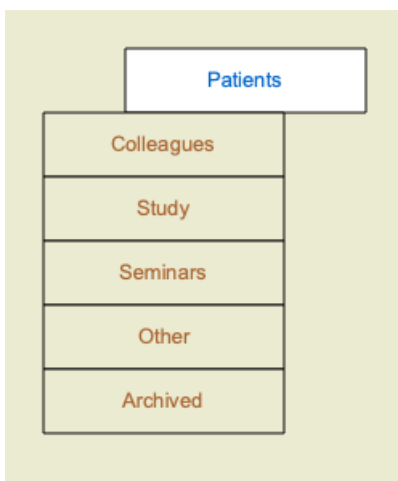 Patients
Colleagues
Study
Seminars
Other
Archived